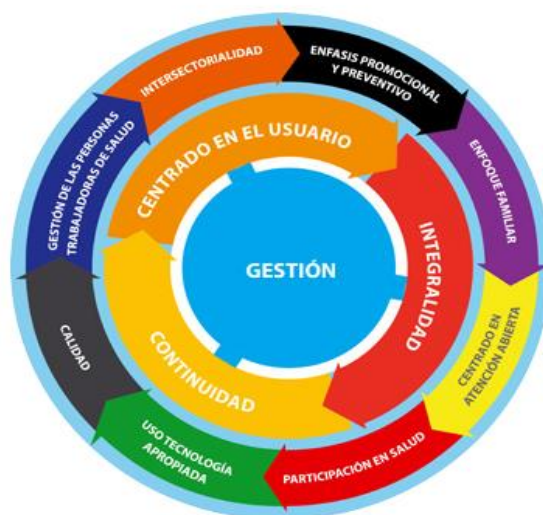 INTERSECTORIALIDAD
ENFASIS PROMOCIONAL
Y PREVENTIVO
ENFOQUE FAMILIAR
CENTRADO EN
ATENCIÓN ABIERTA
PARTICIPACIÓN EN SALUD
USO TECNOLOGÍA
APROPIADA
CALIDAD
GESTIÓN DE LAS PERSONAS
TRABAJADORAS DE SALUD
CENTRADO EN EL USUARIO
INTEGRALIDAD
CONTINUIDAD
GESTIÓN